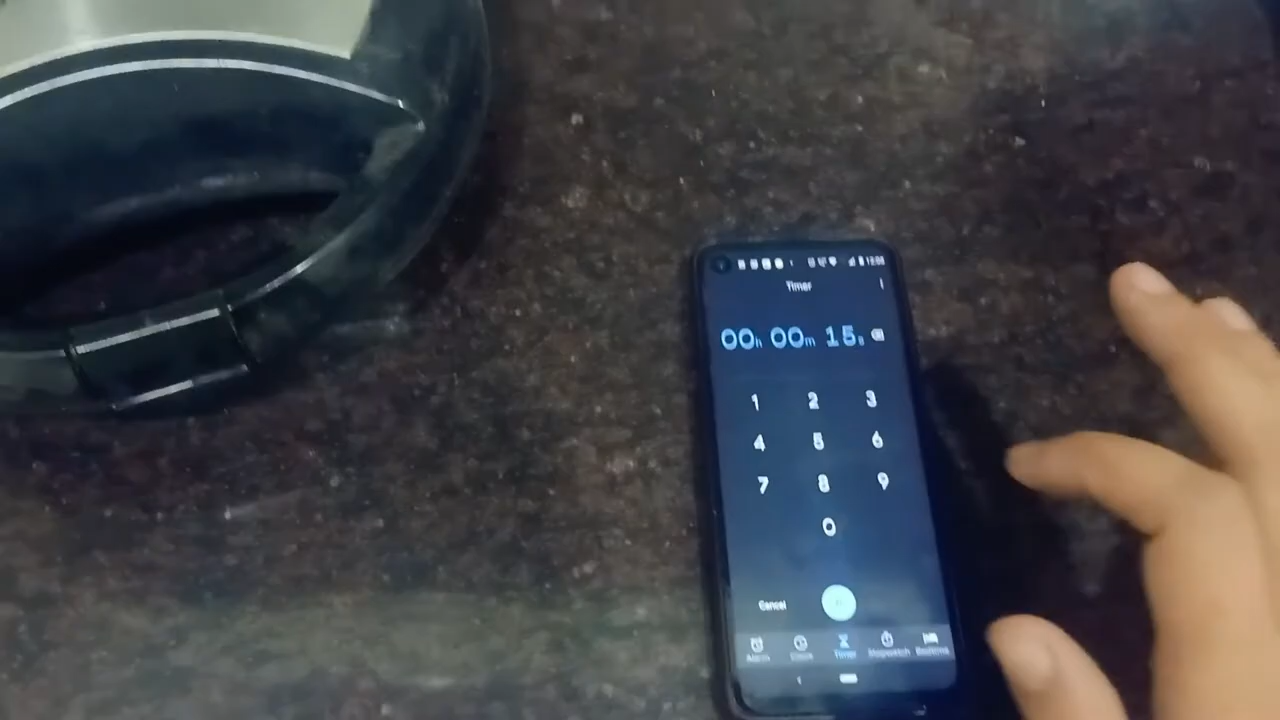 Timer
00h 00m 15s
1 2 3
4 5 6
7 8 9
0
Cancel
Alarm Clock Timer Stopwatch Bedtime